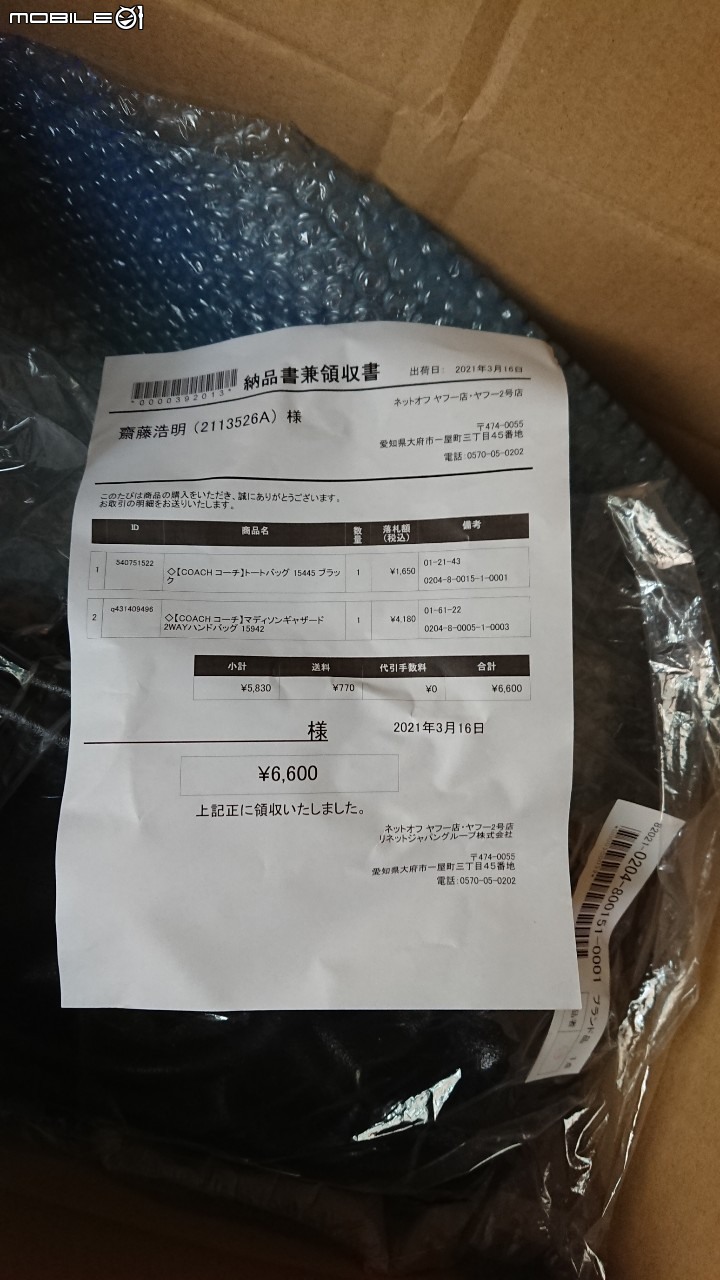 MOBILE01
納品書兼領収書
出荷日: 2021年3月16日
*0000392013*
ネットオフ ヤフー店・ヤフー2号店
齋藤浩明(2113526A) 様
〒474-0055
愛知県大府市一屋町三丁目45番地
電話:0570-05-0202
このたびは商品の購入をいただき、誠にありがとうございます。
お取引の明細をお送りいたします。
ID 商品名 数量 落札額(税込) 備考
1 540751522 ◇【COACH コーチ】トートバッグ 15445 ブラック 1 ¥1,650 01-21-43
0204-8-0015-1-0001
2 q431409496 ◇【COACH コーチ】マディソンギャザード 2WAYハンドバッグ 15942 1 ¥4,180 01-61-22
0204-8-0005-1-0003
小計 送料 代引手数料 合計
¥5,830 ¥770 ¥0 ¥6,600
様 2021年3月16日
¥6,600
上記正に領収いたしました。
ネットオフ ヤフー店・ヤフー2号店
リネットジャパングループ株式会社
〒474-0055
愛知県大府市一屋町三丁目45番地
電話:0570-05-0202
82021-0204-800151-0001
ブランド品